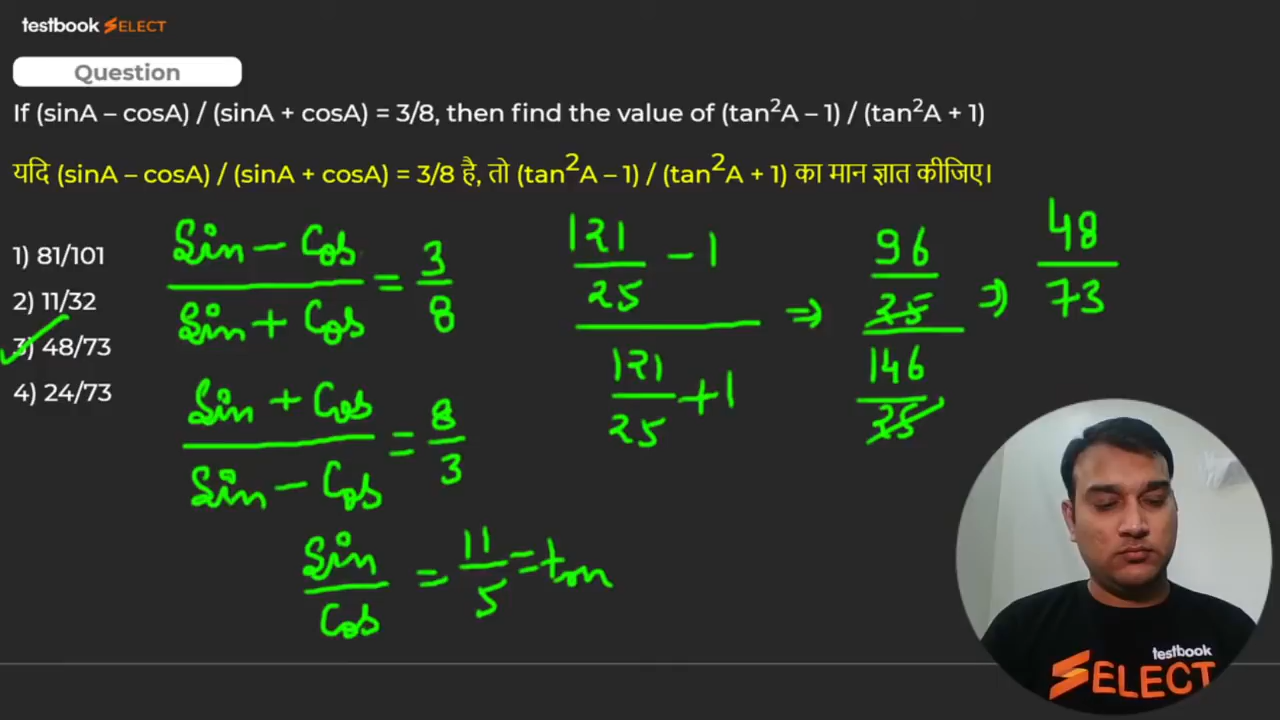 testbook SELECT
Question
If (sinA – cosA) / (sinA + cosA) = 3/8, then find the value of (tan²A – 1) / (tan²A + 1)
यदि (sinA – cosA) / (sinA + cosA) = 3/8 है, तो (tan²A – 1) / (tan²A + 1) का मान ज्ञात कीजिए।
1) 81/101
2) 11/32
3) 48/73
4) 24/73
Sin – Cos
Sin + Cos
= 3/8
Sin + Cos
Sin – Cos
= 8/3
Sin
Cos
= 11/5 = tan
121/25 – 1
121/25 + 1
⇒
96/25
146/25
⇒
48/73
testbook
SELECT